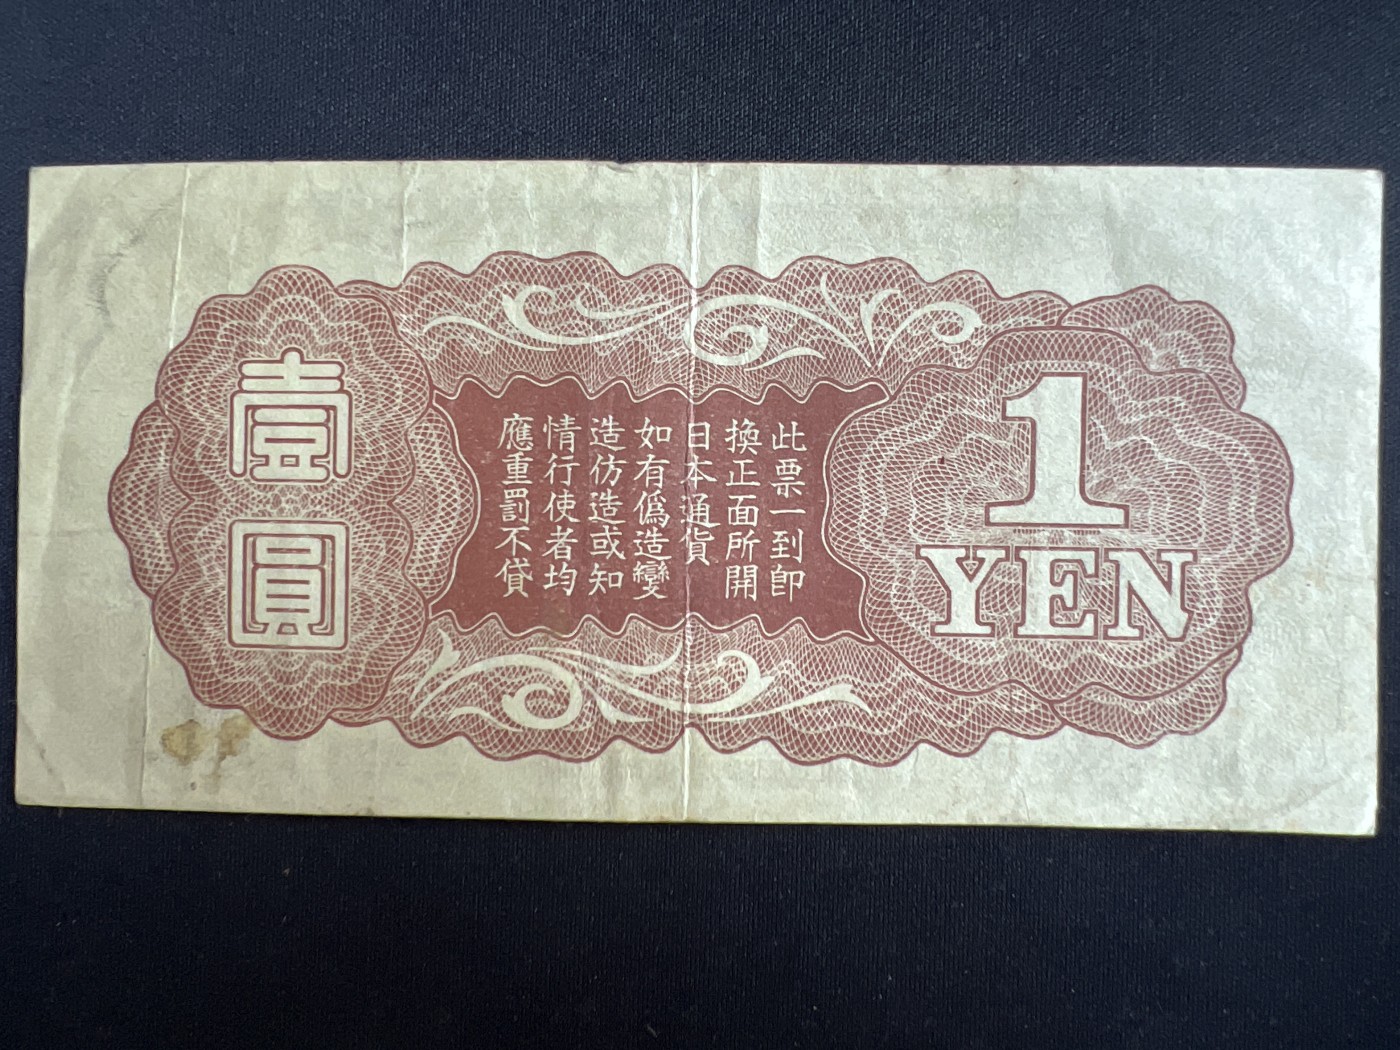 此票一到即
換正面所開
日本通貨
如有僞造變
造仿造或知
情行使者均
應重罰不貸
壹圓
1
YEN